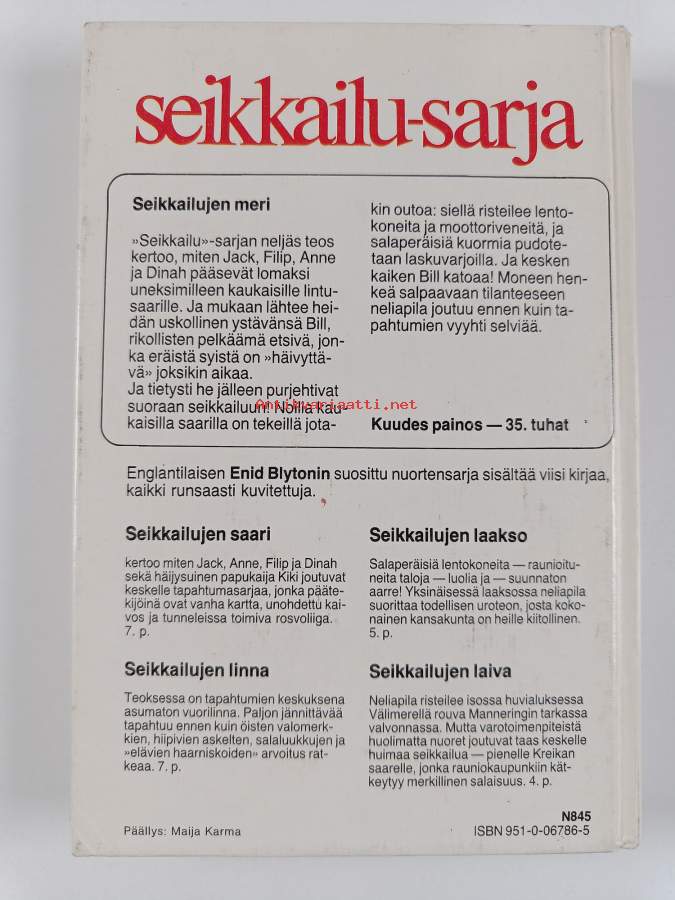 seikkailu-sarja
Seikkailujen meri
»Seikkailu»-sarjan neljäs teos
kertoo, miten Jack, Filip, Anne
ja Dinah pääsevät lomaksi
uneksimilleen kaukaisille lintu-
saarille. Ja mukaan lähtee hei-
dän uskollinen ystävänsä Bill,
rikollisten pelkäämä etsivä, jon-
ka eräistä syistä on »häivyttä-
vä» joksikin aikaa.
Ja tietysti he jälleen purjehtivat
suoraan seikkailuun! Noilla kau-
kaisilla saarilla on tekeillä jota-
kin outoa: siellä risteilee lento-
koneita ja moottoriveneitä, ja
salaperäisiä kuormia pudote-
taan laskuvarjoilla. Ja kesken
kaiken Bill katoaa! Moneen hen-
keä salpaavaan tilanteeseen
neliapila joutuu ennen kuin ta-
pahtumien vyyhti selviää.
Kuudes painos — 35. tuhat
Antikvariaatti.net
Englantilaisen Enid Blytonin suosittu nuortensarja sisältää viisi kirjaa,
kaikki runsaasti kuvitettuja.
Seikkailujen saari
kertoo miten Jack, Anne, Filip ja Dinah
sekä häijysuinen papukaija Kiki joutuvat
keskelle tapahtumasarjaa, jonka pääte-
kijöinä ovat vanha kartta, unohdettu kai-
vos ja tunneleissa toimiva rosvoliiga.
7. p.
Seikkailujen linna
Teoksessa on tapahtumien keskuksena
asumaton vuorilinna. Paljon jännittävää
tapahtuu ennen kuin öisten valomerk-
kien, hiipivien askelten, salaluukkujen ja
»elävien haarniskoiden» arvoitus rat-
keaa. 7. p.
Seikkailujen laakso
Salaperäisiä lentokoneita — raunioitu-
neita taloja — luolia ja — suunnaton
aarre! Yksinäisessä laaksossa neliapila
suorittaa todellisen uroteon, josta koko-
nainen kansakunta on heille kiitollinen.
5. p.
Seikkailujen laiva
Neliapila risteilee isossa huvialuksessa
Välimerellä rouva Manneringin tarkassa
valvonnassa. Mutta varotoimenpiteistä
huolimatta nuoret joutuvat taas keskelle
huimaa seikkailua — pienelle Kreikan
saarelle, jonka rauniokaupunkiin kät-
keytyy merkillinen salaisuus. 4. p.
Päällys: Maija Karma
N845
ISBN 951-0-06786-5